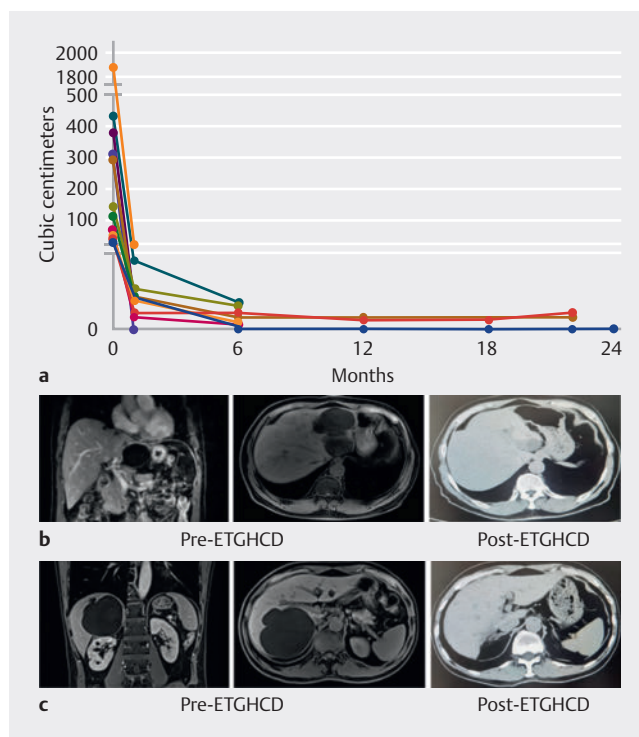 2000
1800
500
400
300
200
100
0
Cubic centimeters
0 6 12 18 24
Months
a
b Pre-ETGHCD Post-ETGHCD
c Pre-ETGHCD Post-ETGHCD